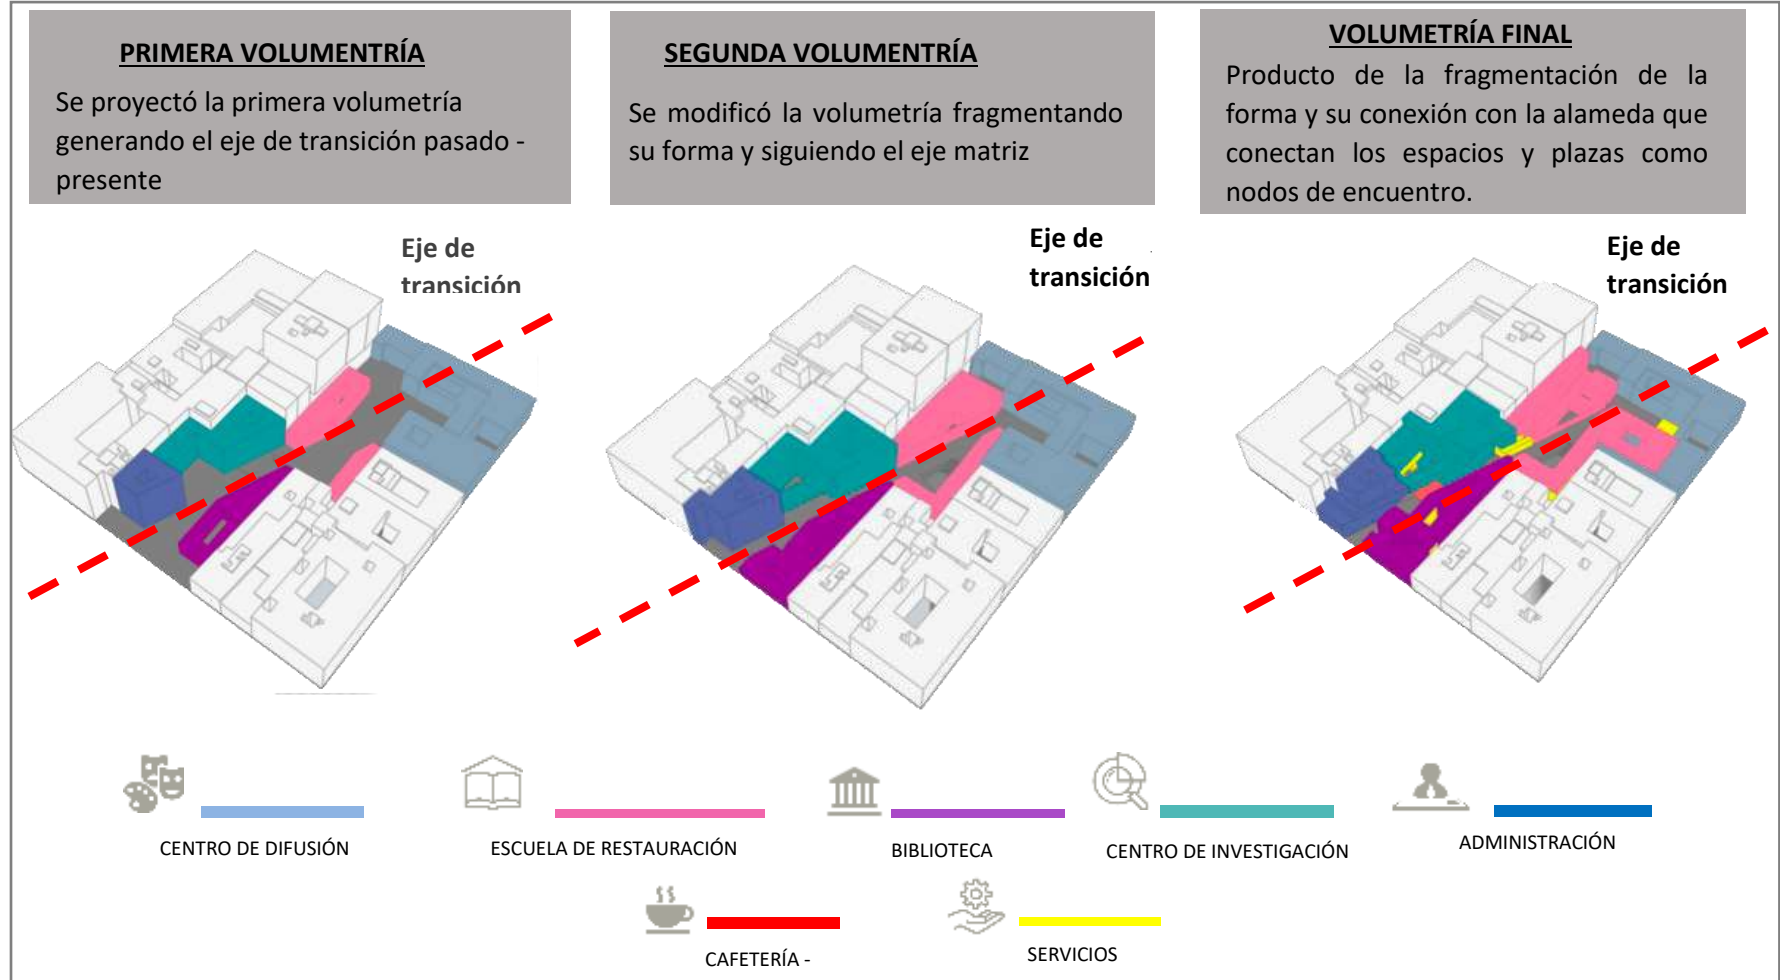 PRIMERA VOLUMENTRÍA
Se proyectó la primera volumetría
generando el eje de transición pasado -
presente
SEGUNDA VOLUMENTRÍA
Se modificó la volumetría fragmentando
su forma y siguiendo el eje matriz
VOLUMETRÍA FINAL
Producto de la fragmentación de la
forma y su conexión con la alameda que
conectan los espacios y plazas como
nodos de encuentro.
Eje de
transición
Eje de
transición
Eje de
transición
CENTRO DE DIFUSIÓN
ESCUELA DE RESTAURACIÓN
BIBLIOTECA
CENTRO DE INVESTIGACIÓN
ADMINISTRACIÓN
CAFETERÍA -
SERVICIOS